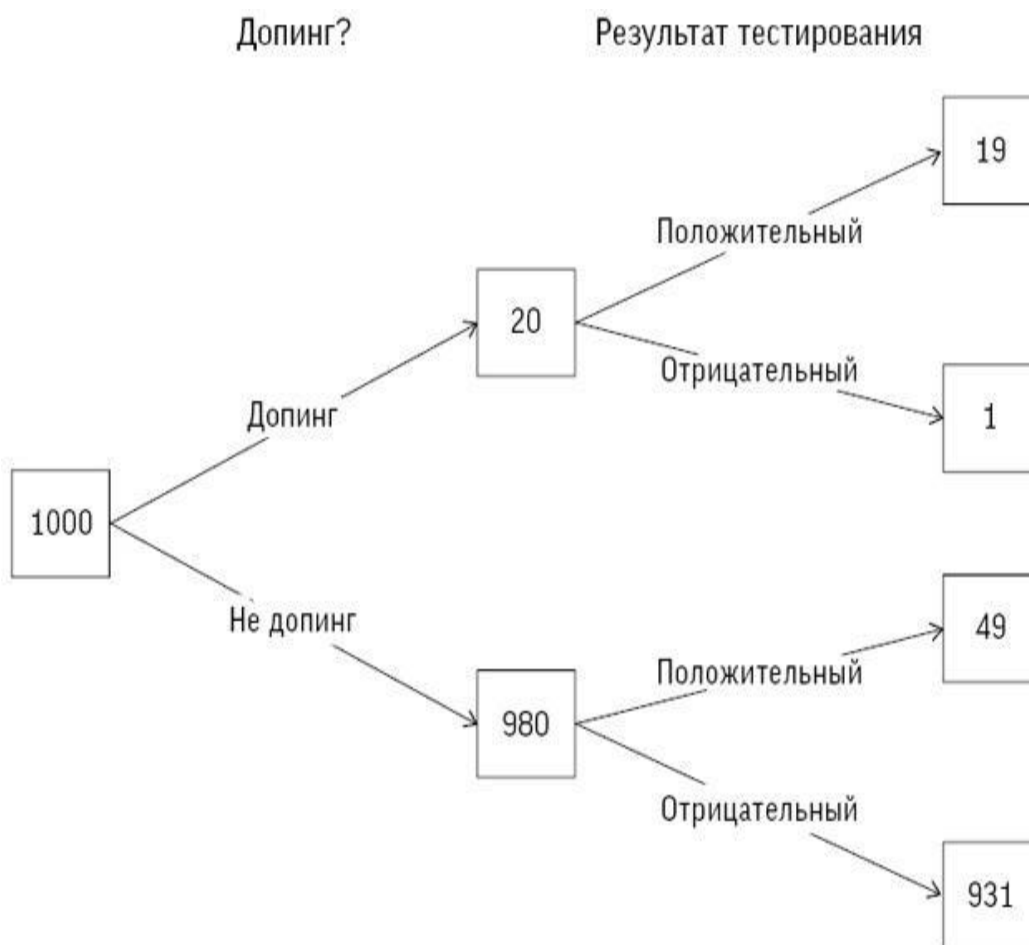 Допинг? Результат тестирования
19
Положительный
20
Отрицательный
Допинг
1
1000
49
Не допинг
Положительный
980
Отрицательный
931